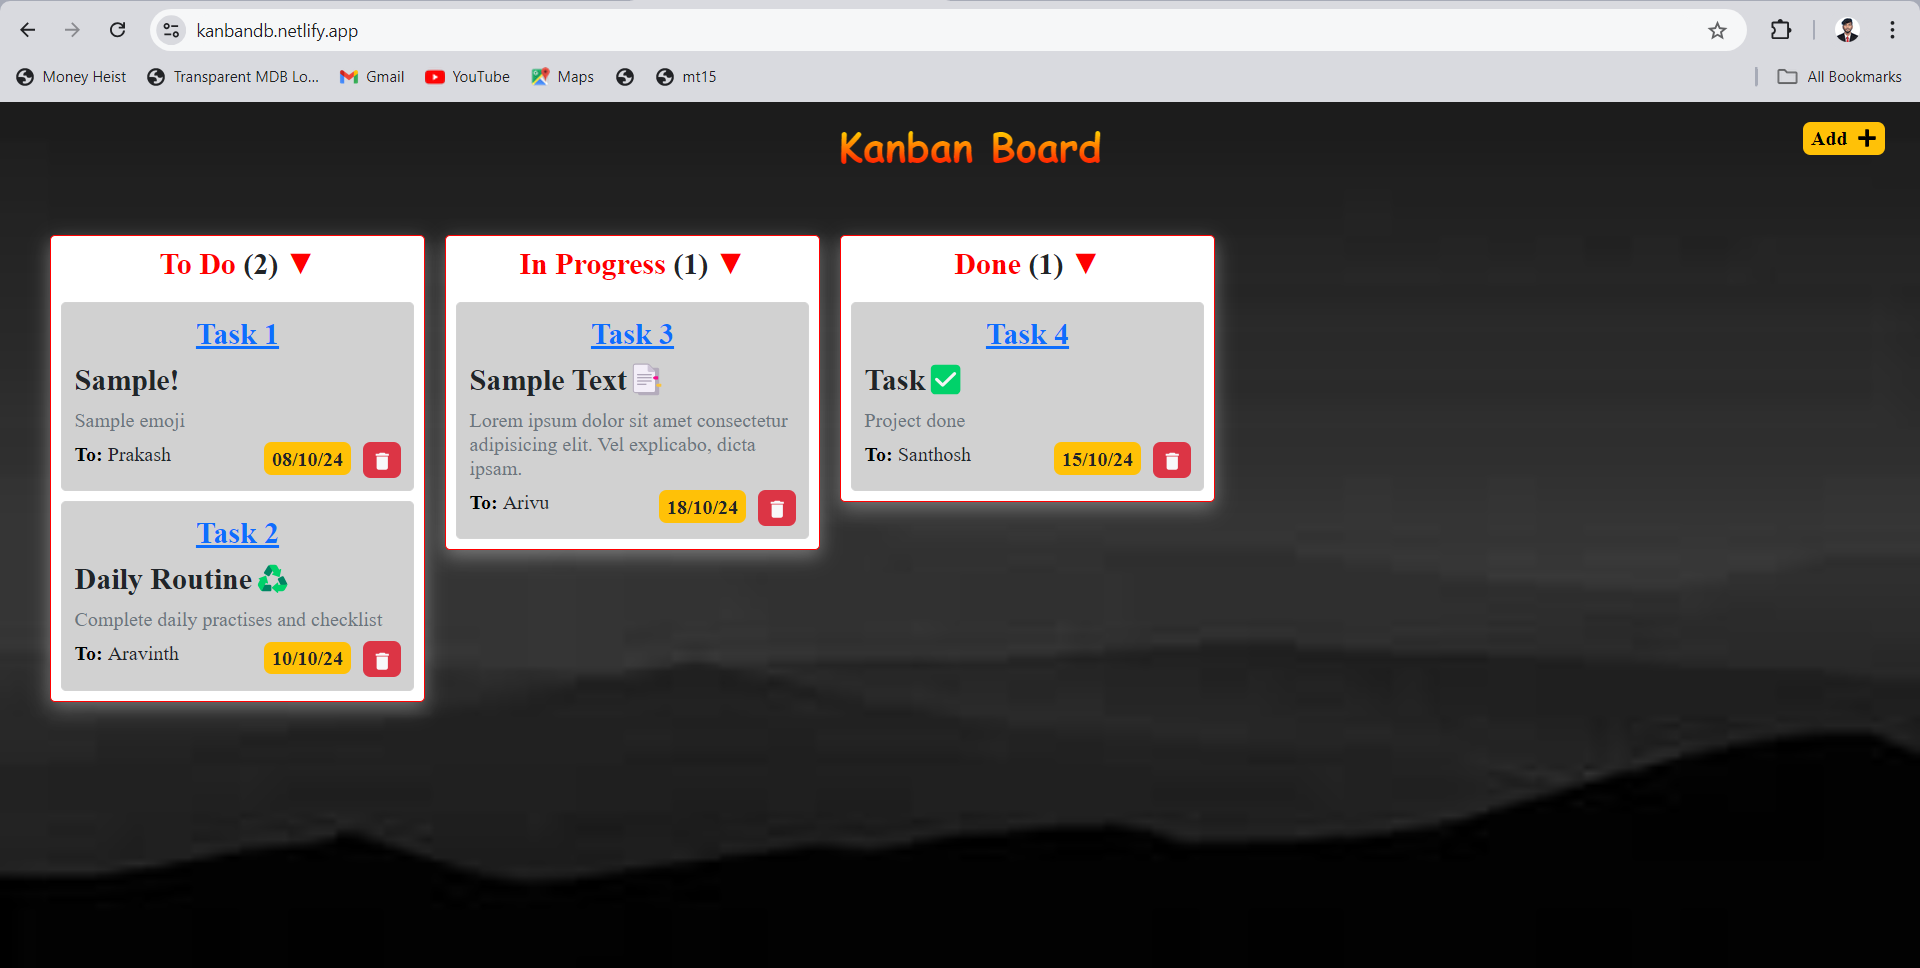 kanbandb.netlify.app
Money Heist
Transparent MDB Lo...
Gmail
YouTube
Maps
mt15
All Bookmarks
Kanban Board
Add
To Do (2) ▼
Task 1
Sample!
Sample emoji
To: Prakash
08/10/24
Task 2
Daily Routine
Complete daily practises and checklist
To: Aravinth
10/10/24
In Progress (1) ▼
Task 3
Sample Text
Lorem ipsum dolor sit amet consectetur
adipisicing elit. Vel explicabo, dicta
ipsam.
To: Arivu
18/10/24
Done (1) ▼
Task 4
Task
Project done
To: Santhosh
15/10/24